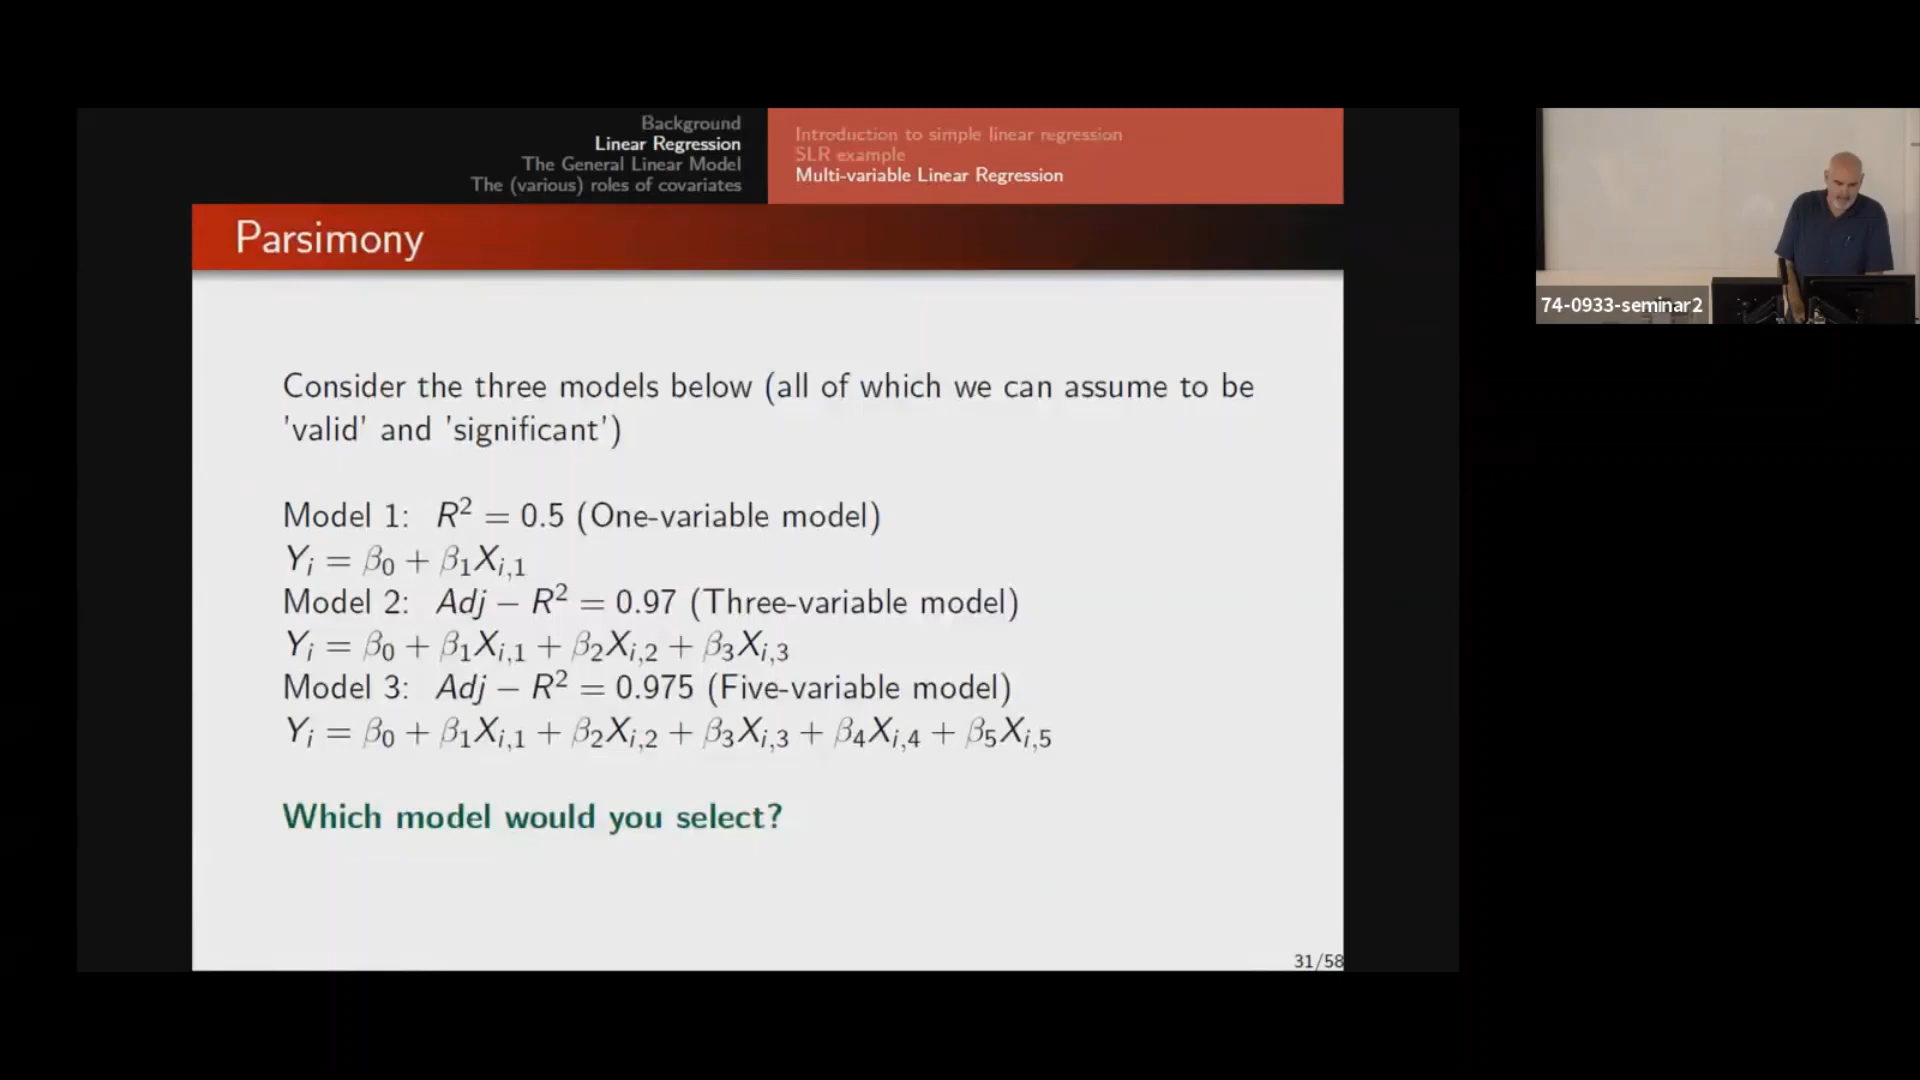 Background
Linear Regression
The General Linear Model
The (various) roles of covariates
Introduction to simple linear regression
SLR example
Multi-variable Linear Regression
Parsimony
Consider the three models below (all of which we can assume to be
'valid' and 'significant')
Model 1: R² = 0.5 (One-variable model)
Yᵢ = β₀ + β₁Xᵢ,₁
Model 2: Adj − R² = 0.97 (Three-variable model)
Yᵢ = β₀ + β₁Xᵢ,₁ + β₂Xᵢ,₂ + β₃Xᵢ,₃
Model 3: Adj − R² = 0.975 (Five-variable model)
Yᵢ = β₀ + β₁Xᵢ,₁ + β₂Xᵢ,₂ + β₃Xᵢ,₃ + β₄Xᵢ,₄ + β₅Xᵢ,₅
Which model would you select?
31/58
74-0933-seminar2